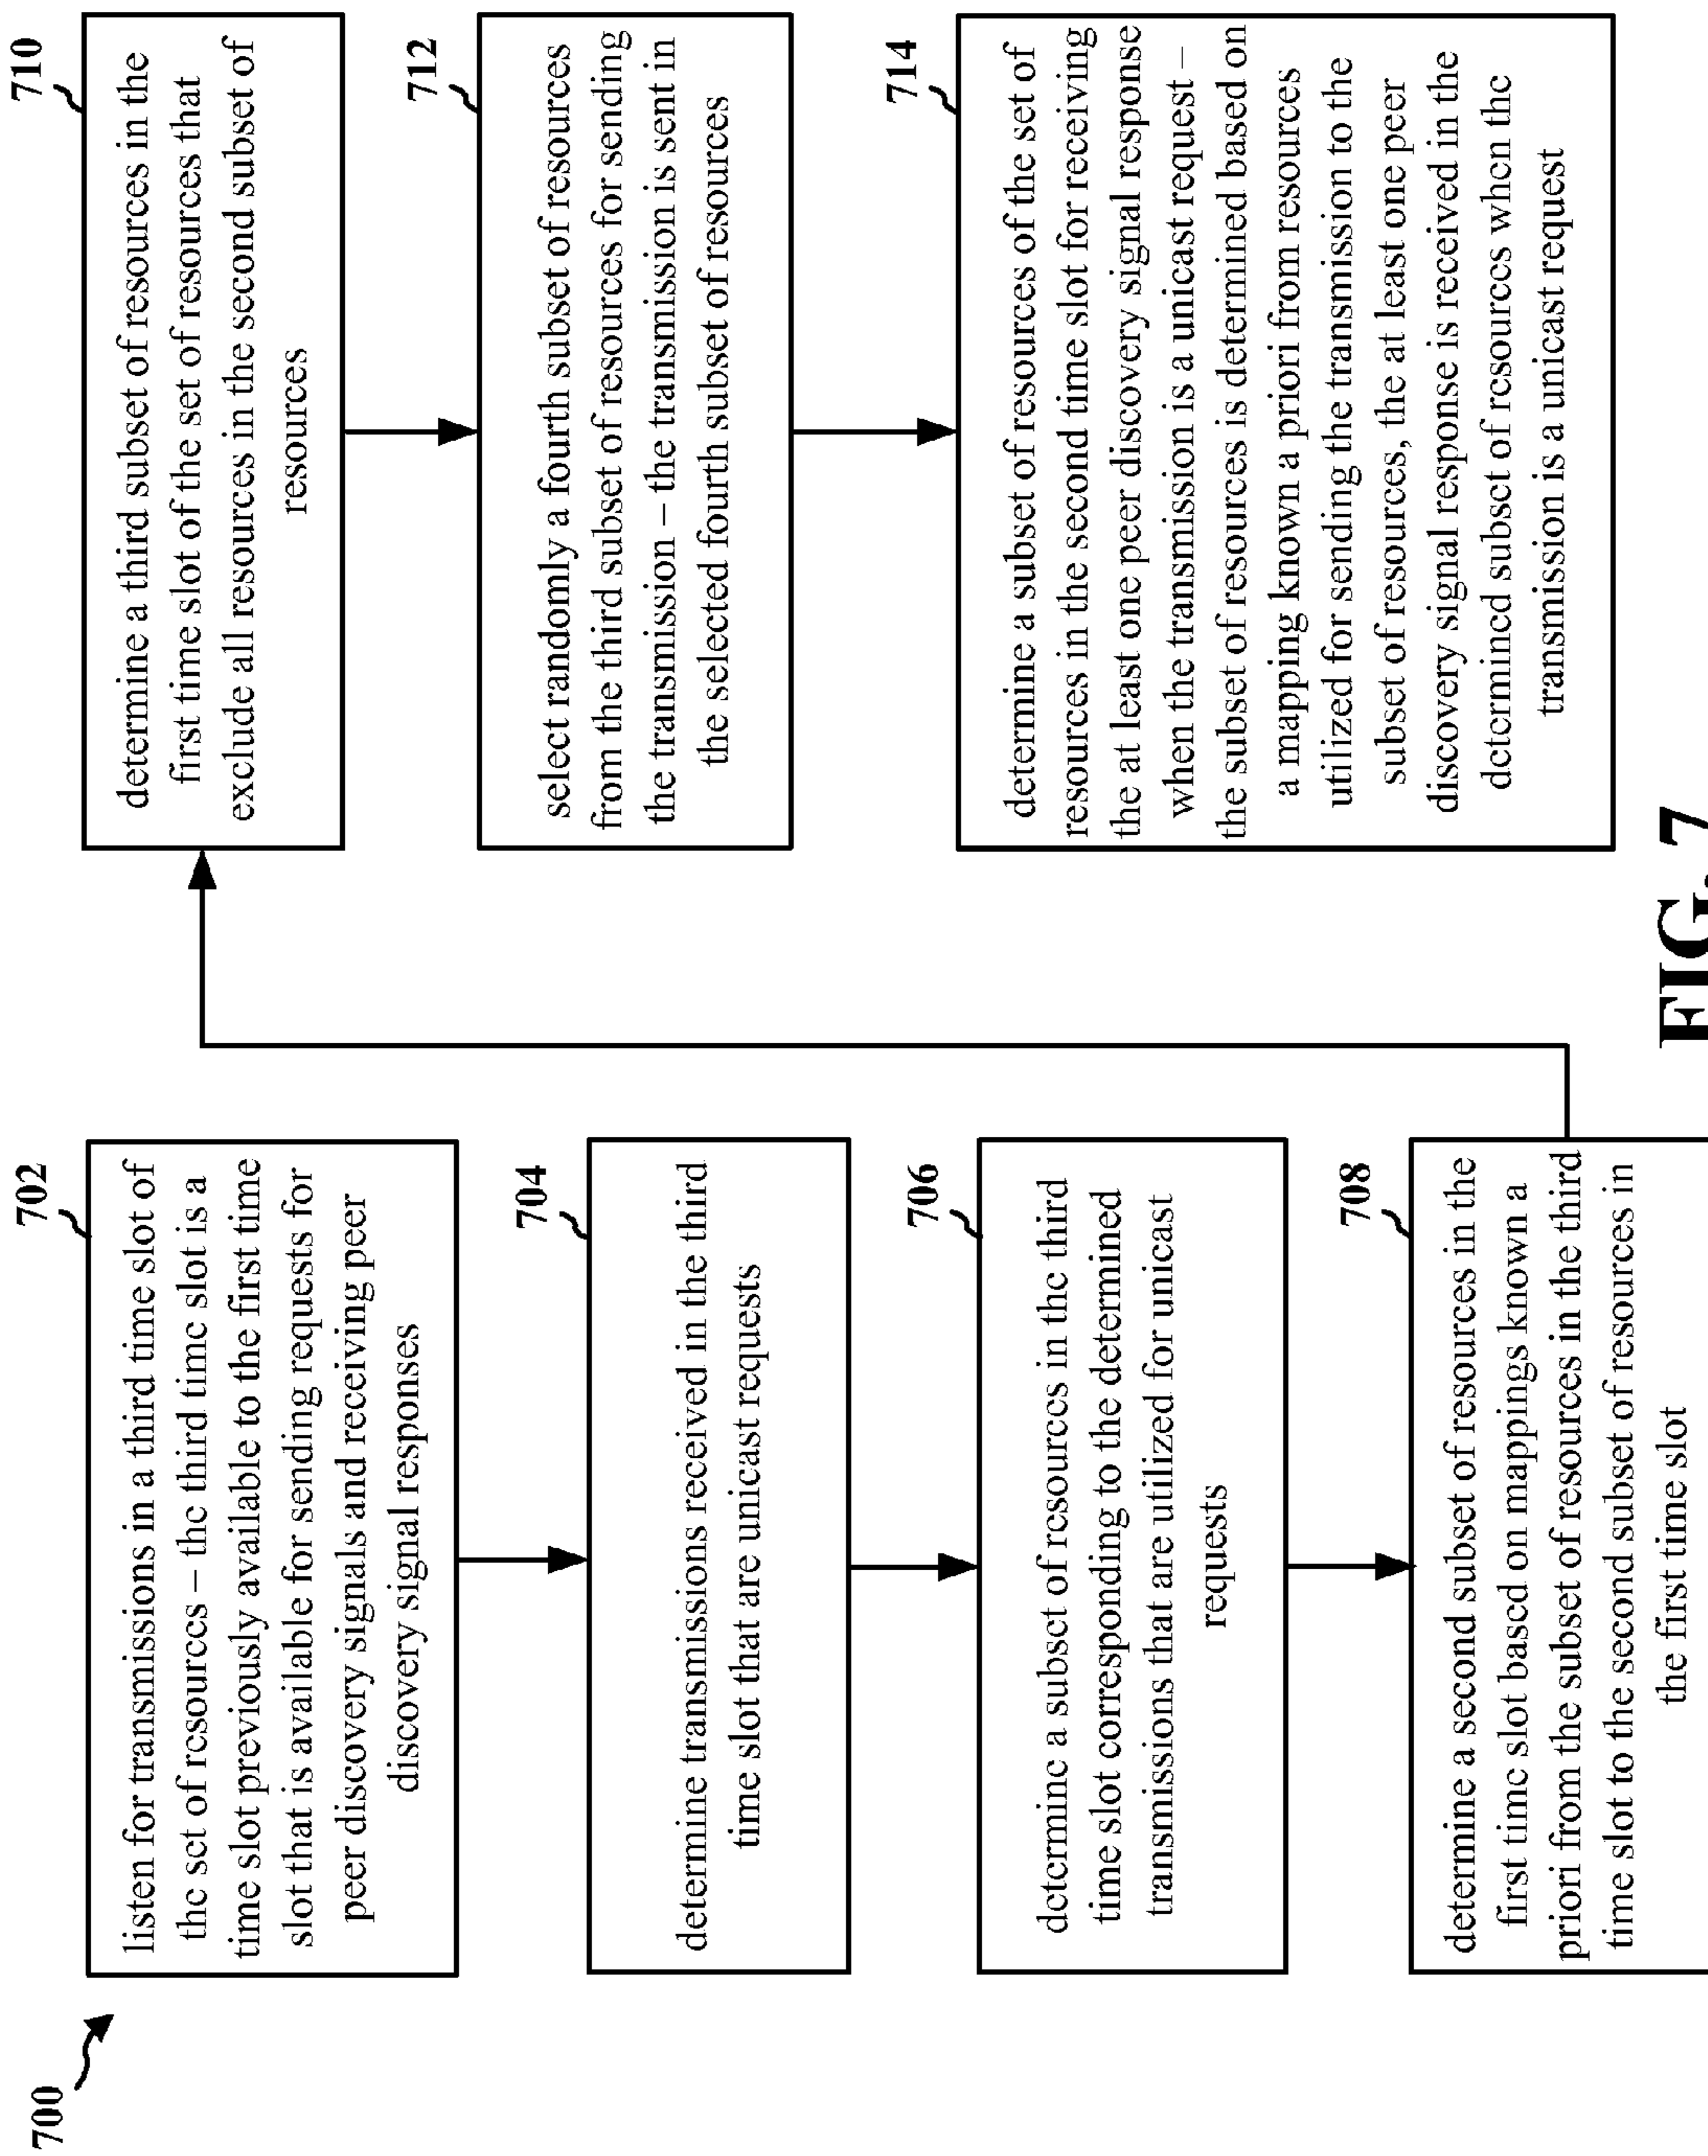 700
702
listen for transmissions in a third time slot of
the set of resources – the third time slot is a
time slot previously available to the first time
slot that is available for sending requests for
peer discovery signals and receiving peer
discovery signal responses
704
determine transmissions received in the third
time slot that are unicast requests
706
determine a subset of resources in the third
time slot corresponding to the determined
transmissions that are utilized for unicast
requests
708
determine a second subset of resources in the
first time slot based on mappings known a
priori from the subset of resources in the third
time slot to the second subset of resources in
the first time slot
710
determine a third subset of resources in the
first time slot of the set of resources that
exclude all resources in the second subset of
resources
712
select randomly a fourth subset of resources
from the third subset of resources for sending
the transmission – the transmission is sent in
the selected fourth subset of resources
714
determine a subset of resources of the set of
resources in the second time slot for receiving
the at least one peer discovery signal response
when the transmission is a unicast request –
the subset of resources is determined based on
a mapping known a priori from resources
utilized for sending the transmission to the
subset of resources, the at least one peer
discovery signal response is received in the
determined subset of resources when the
transmission is a unicast request
FIG. 7